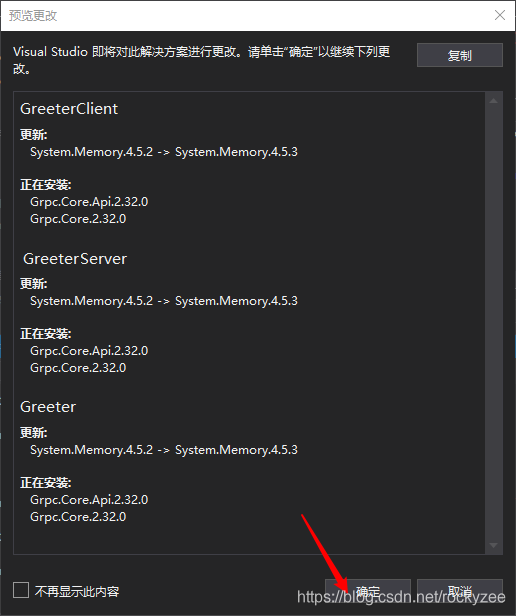 预览更改
Visual Studio 即将对此解决方案进行更改。请单击“确定”以继续下列更
改。
复制
GreeterClient
更新:
System.Memory.4.5.2 -> System.Memory.4.5.3
正在安装:
Grpc.Core.Api.2.32.0
Grpc.Core.2.32.0
GreeterServer
更新:
System.Memory.4.5.2 -> System.Memory.4.5.3
正在安装:
Grpc.Core.Api.2.32.0
Grpc.Core.2.32.0
Greeter
更新:
System.Memory.4.5.2 -> System.Memory.4.5.3
正在安装:
Grpc.Core.Api.2.32.0
Grpc.Core.2.32.0
不再显示此内容
确定
取消
https://blog.csdn.net/rockyzee